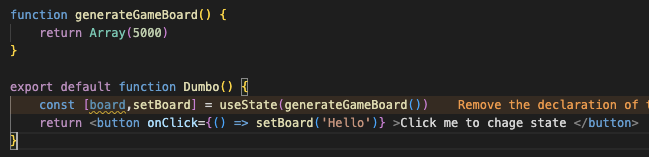 function generateGameBoard() {
return Array(5000)
}
export default function Dumbo() {
const [board,setBoard] = useState(generateGameBoard()) Remove the declaration of
return <button onClick={() => setBoard('Hello')} >Click me to chage state </button>
}